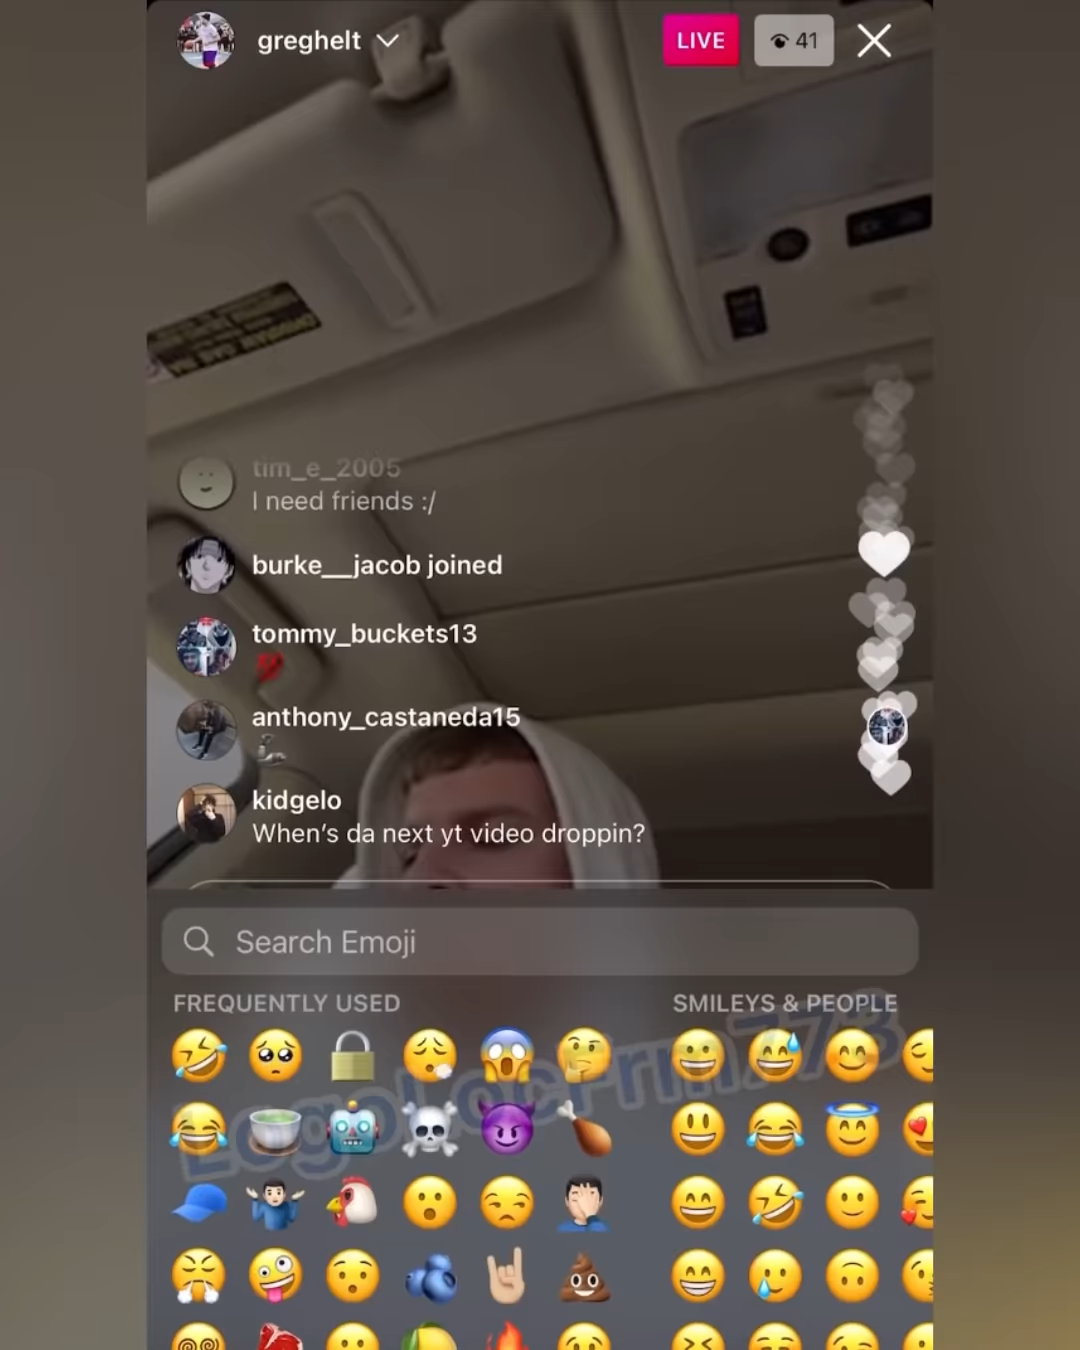 greghelt
LIVE
41
tim_e_2005
I need friends :/
burke__jacob joined
tommy_buckets13
💯
anthony_castaneda15
🚰
kidgelo
When’s da next yt video droppin?
Search Emoji
FREQUENTLY USED
SMILEYS & PEOPLE
LogoLocFrm773